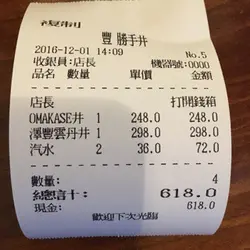 複制
豐 勝手丼
2016-12-01 14:09 No.5
收銀員:店長 機器號:0000
品名 數量 單價 金額
店長 打開錢箱
OMAKASE丼 1 248.0 248.0
澤豐雲丹丼 1 298.0 298.0
汽水 2 36.0 72.0
數量: 4
總計: 618.0
現金: 618.0
歡迎下次光臨